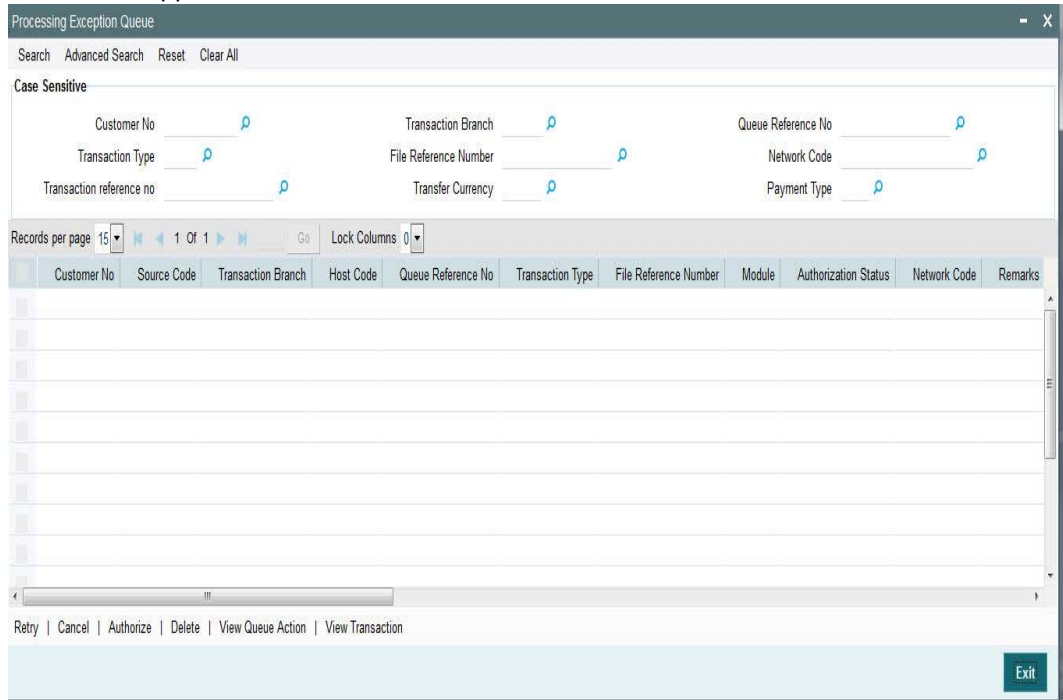 Processing Exception Queue - X
Search Advanced Search Reset Clear All
Case Sensitive
Customer No Transaction Branch Queue Reference No
Transaction Type File Reference Number Network Code
Transaction reference no Transfer Currency Payment Type
Records per page 15 1 Of 1 Go Lock Columns 0
Customer No Source Code Transaction Branch Host Code Queue Reference No Transaction Type File Reference Number Module Authorization Status Network Code Remarks
Retry | Cancel | Authorize | Delete | View Queue Action | View Transaction
Exit